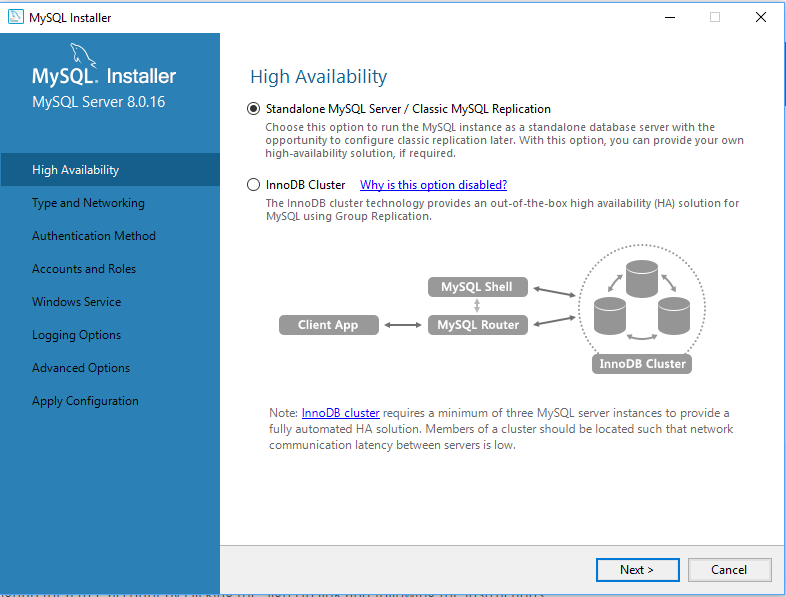 MySQL Installer
MySQL. Installer
MySQL Server 8.0.16
High Availability
Type and Networking
Authentication Method
Accounts and Roles
Windows Service
Logging Options
Advanced Options
Apply Configuration
High Availability
Standalone MySQL Server / Classic MySQL Replication
Choose this option to run the MySQL instance as a standalone database server with the
opportunity to configure classic replication later. With this option, you can provide your own
high-availability solution, if required.
InnoDB Cluster Why is this option disabled?
The InnoDB cluster technology provides an out-of-the-box high availability (HA) solution for
MySQL using Group Replication.
MySQL Shell
Client App
MySQL Router
InnoDB Cluster
Note: InnoDB cluster requires a minimum of three MySQL server instances to provide a
fully automated HA solution. Members of a cluster should be located such that network
communication latency between servers is low.
Next >
Cancel